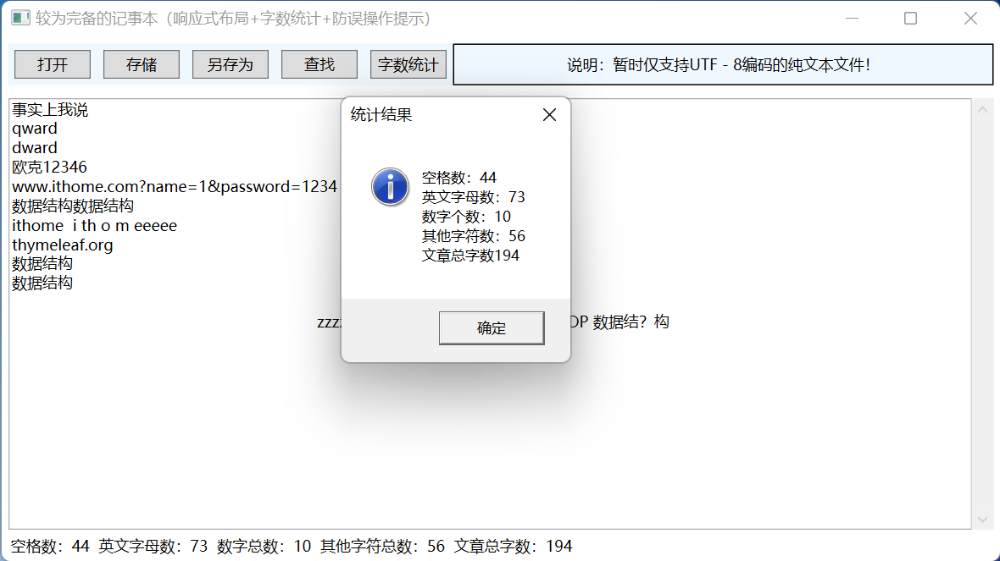 较为完备的记事本（响应式布局+字数统计+防误操作提示）
打开 存储 另存为 查找 字数统计 说明：暂时仅支持UTF - 8编码的纯文本文件！
事实上我说
qward
dward
欧克12346
www.ithome.com?name=1&password=1234
数据结构数据结构
ithome  i th o m eeeee
thymeleaf.org
数据结构
数据结构
统计结果
空格数：44
英文字母数：73
数字个数：10
其他字符数：56
文章总字数194
确定
zzz DP 数据结？构
空格数：44 英文字母数：73 数字总数：10 其他字符总数：56 文章总字数：194